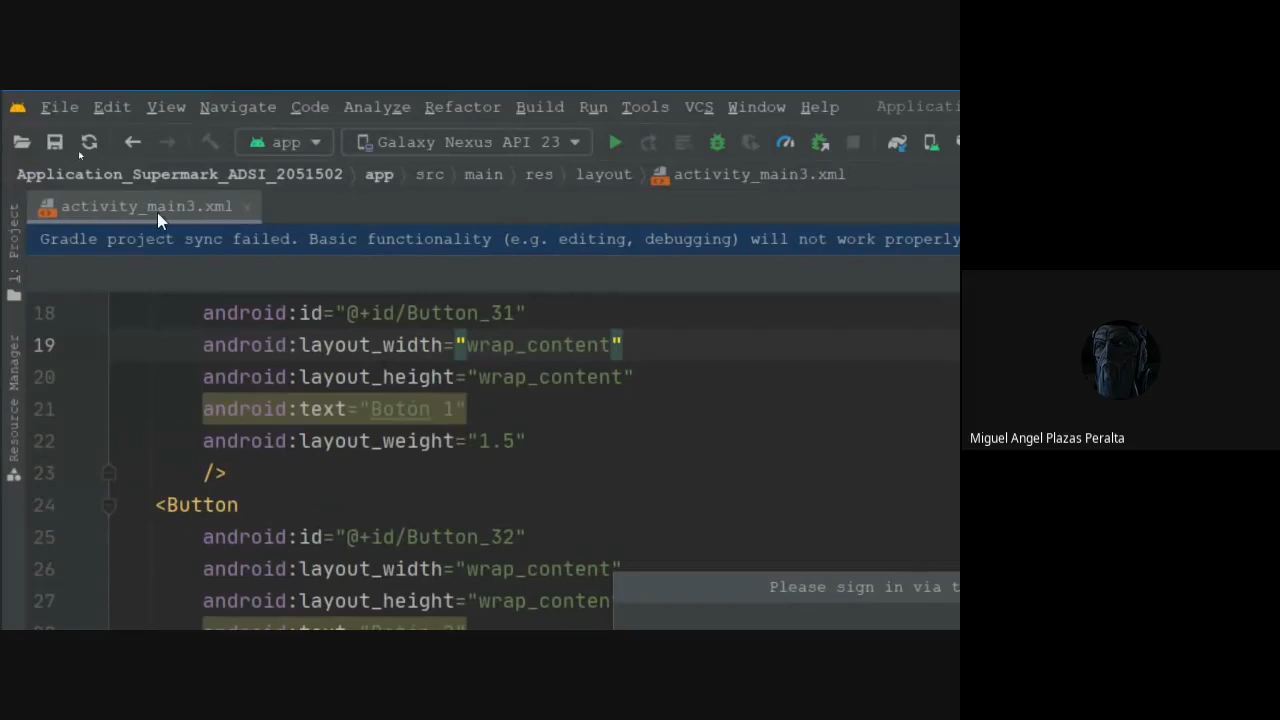 File Edit View Navigate Code Analyze Refactor Build Run Tools VCS Window Help Applicati
app Galaxy Nexus API 23
Application_Supermark_ADSI_2051502 app src main res layout activity_main3.xml
activity_main3.xml
1: Project
Gradle project sync failed. Basic functionality (e.g. editing, debugging) will not work properly
Resource Manager
18 android:id="@+id/Button_31"
19 android:layout_width="wrap_content"
20 android:layout_height="wrap_content"
21 android:text="Botón 1"
22 android:layout_weight="1.5"
23 />
24 <Button
25 android:id="@+id/Button_32"
26 android:layout_width="wrap_content"
27 android:layout_height="wrap_conten
Please sign in via t
Miguel Angel Plazas Peralta